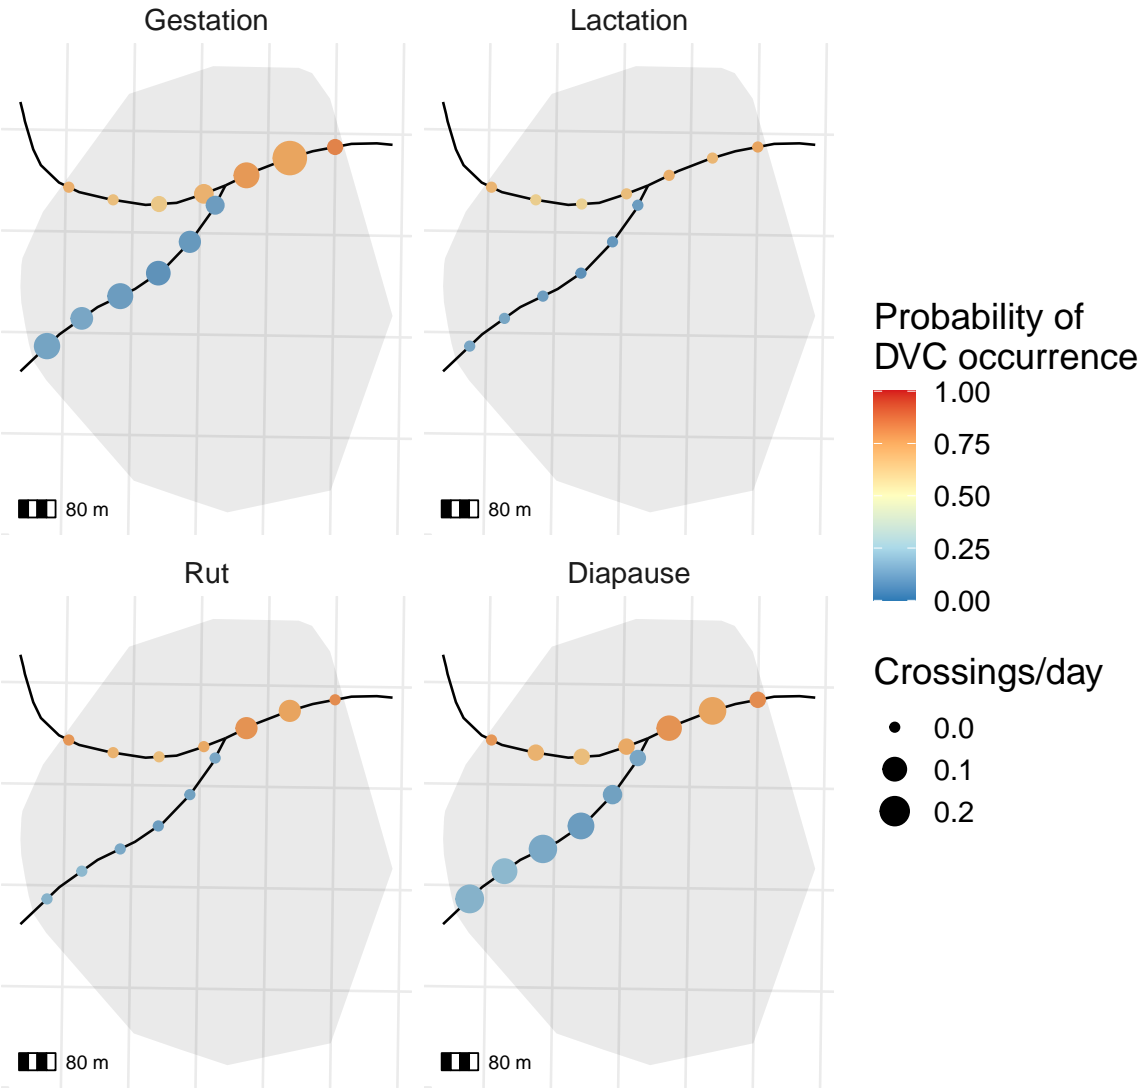 Gestation
Lactation
80 m
80 m
Rut
Diapause
80 m
80 m
Probability of
DVC occurrence
1.00
0.75
0.50
0.25
0.00
Crossings/day
0.0
0.1
0.2